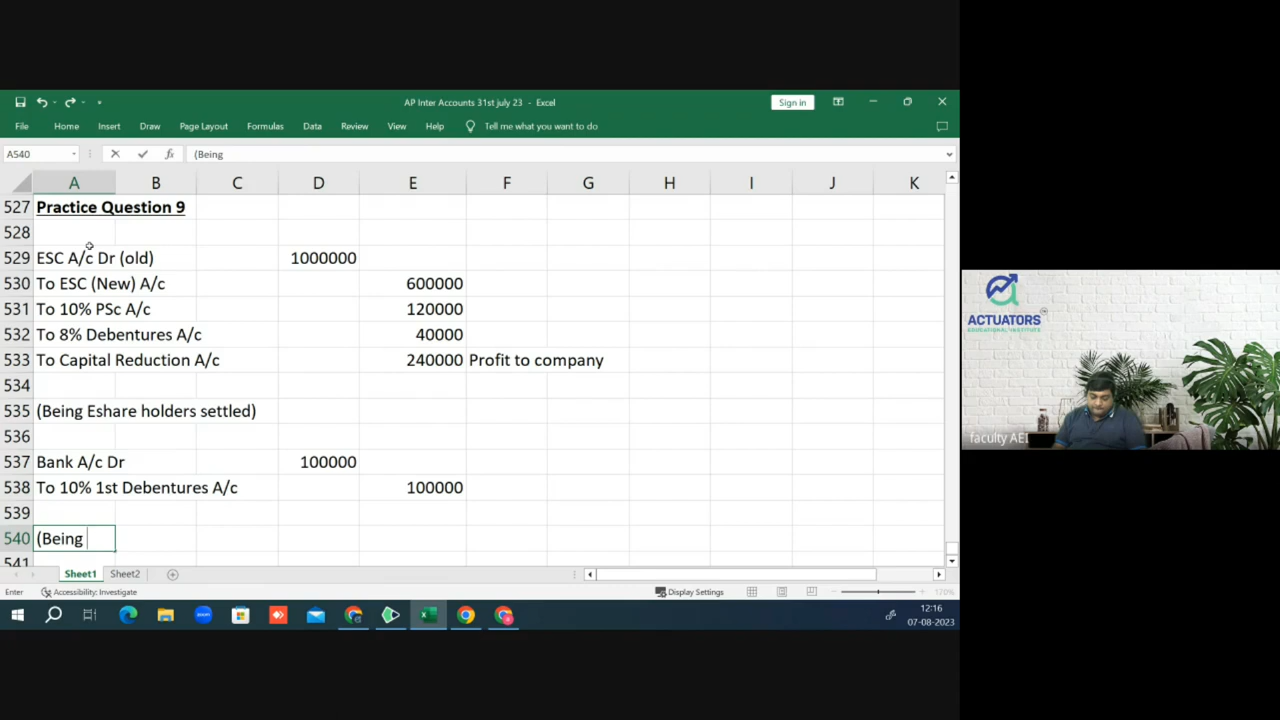 AP Inter Accounts 31st july 23 - Excel
Sign in
File Home Insert Draw Page Layout Formulas Data Review View Help Tell me what you want to do
A540 fx (Being
A B C D E F G H I J K
527 Practice Question 9
528
529 ESC A/c Dr (old) 1000000
530 To ESC (New) A/c 600000
531 To 10% PSc A/c 120000
532 To 8% Debentures A/c 40000
533 To Capital Reduction A/c 240000 Profit to company
534
535 (Being Eshare holders settled)
536
537 Bank A/c Dr 100000
538 To 10% 1st Debentures A/c 100000
539
540 (Being
541
Sheet1 Sheet2
Enter Accessibility: Investigate Display Settings 170%
12:16
07-08-2023
ACTUATORS
EDUCATIONAL INSTITUTES
faculty AEI